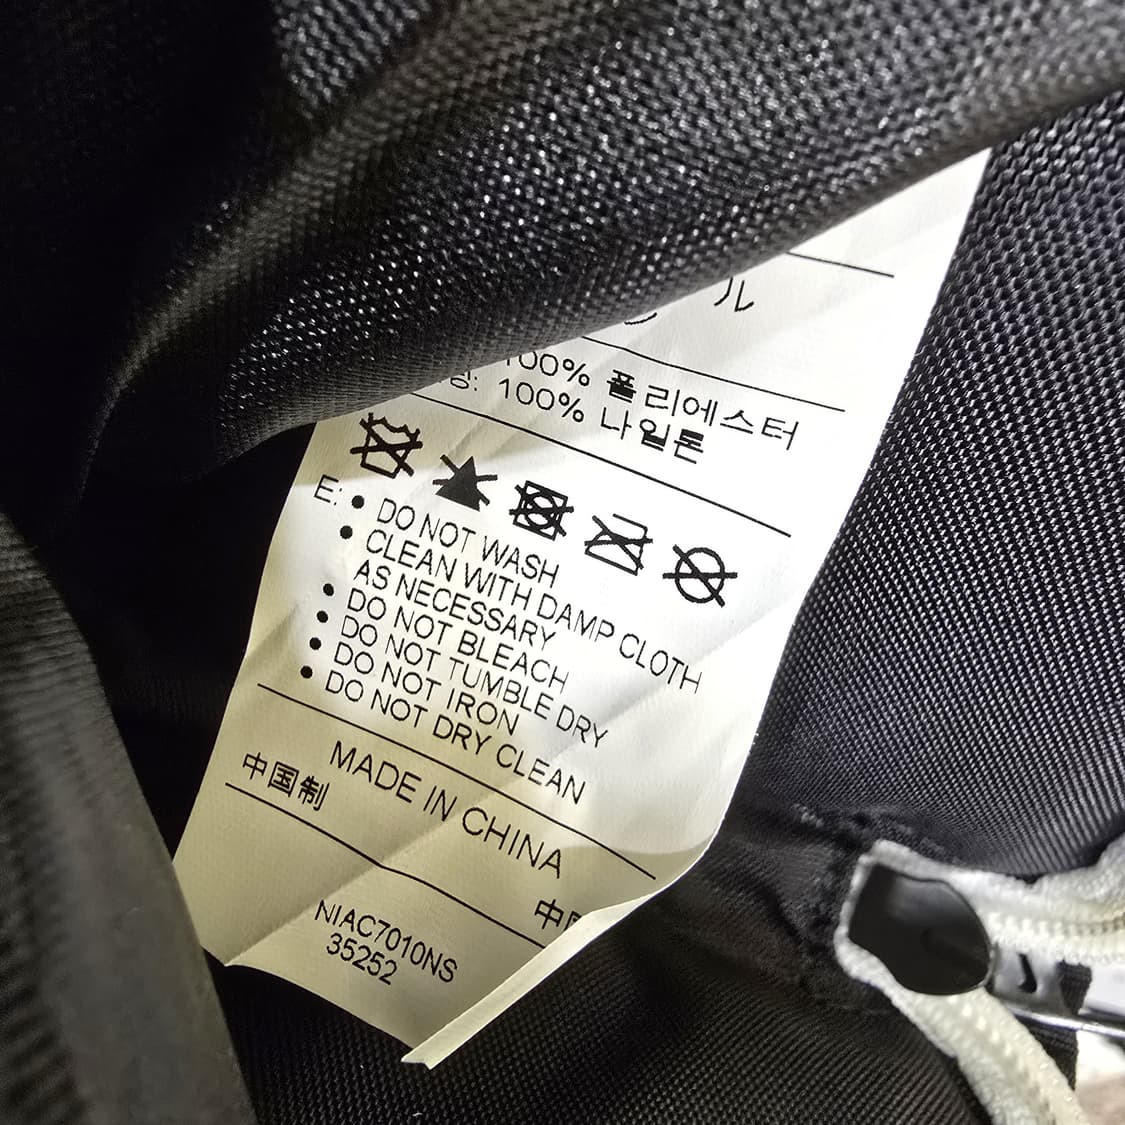 ル
100% 폴리에스터
100% 나일론
E: • DO NOT WASH
• CLEAN WITH DAMP CLOTH
AS NECESSARY
• DO NOT BLEACH
• DO NOT TUMBLE DRY
• DO NOT IRON
• DO NOT DRY CLEAN
MADE IN CHINA
中国制
中
NIAC7010NS
35252